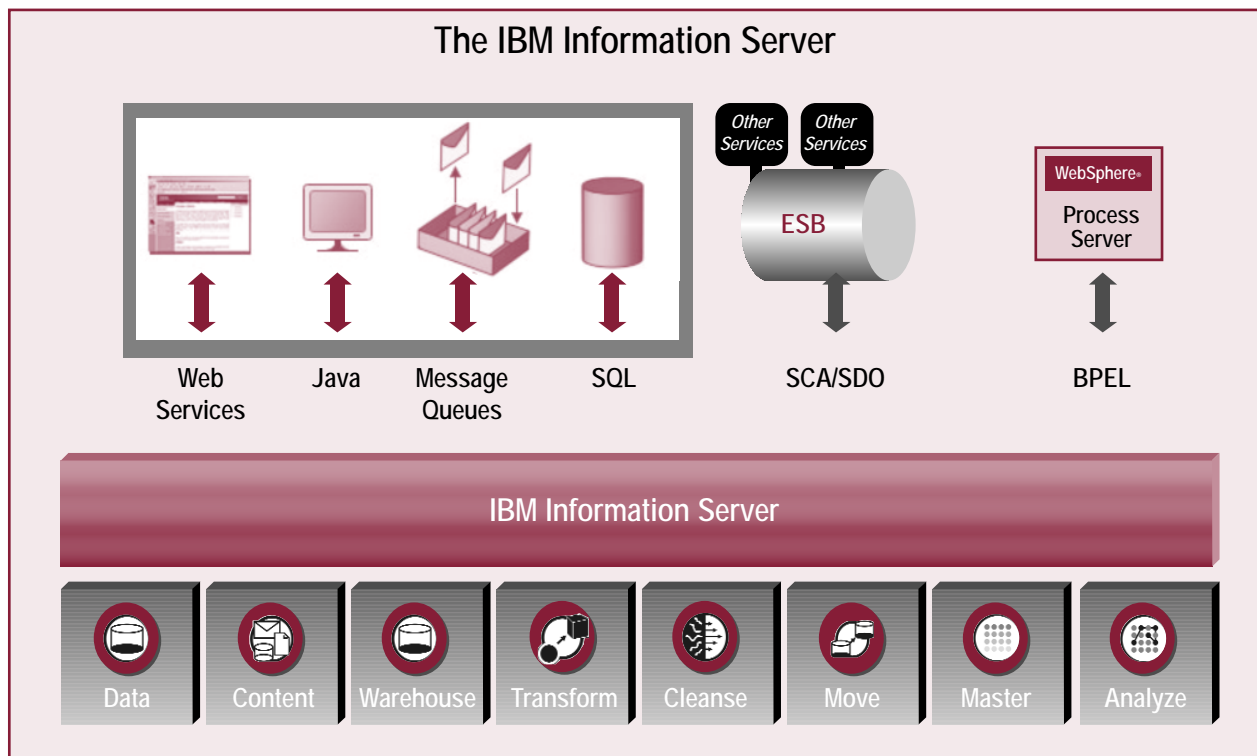 The IBM Information Server
Other
Services
Other
Services
ESB
WebSphere®
Process
Server
Web
Services
Java
Message
Queues
SQL
SCA/SDO
BPEL
IBM Information Server
Data
Content
Warehouse
Transform
Cleanse
Move
Master
Analyze